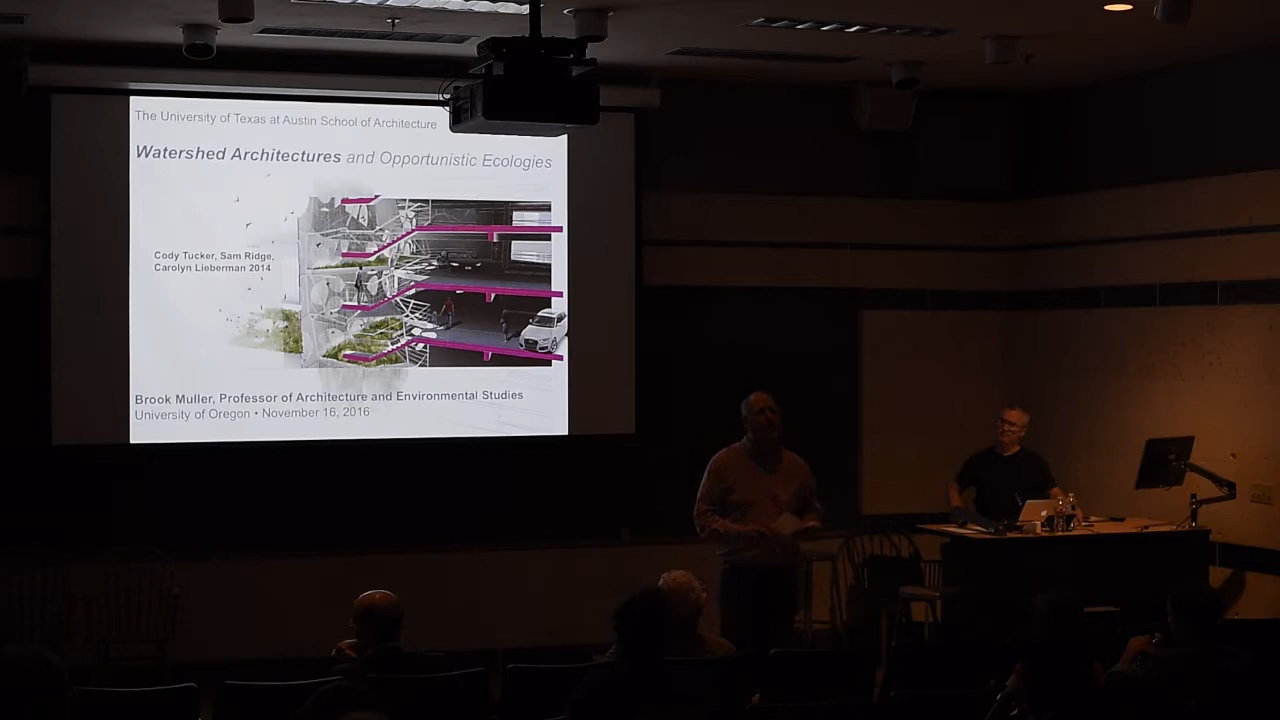 The University of Texas at Austin School of Architecture
Watershed Architectures and Opportunistic Ecologies
Cody Tucker, Sam Ridge,
Carolyn Lieberman 2014
Brook Muller, Professor of Architecture and Environmental Studies
University of Oregon • November 16, 2016